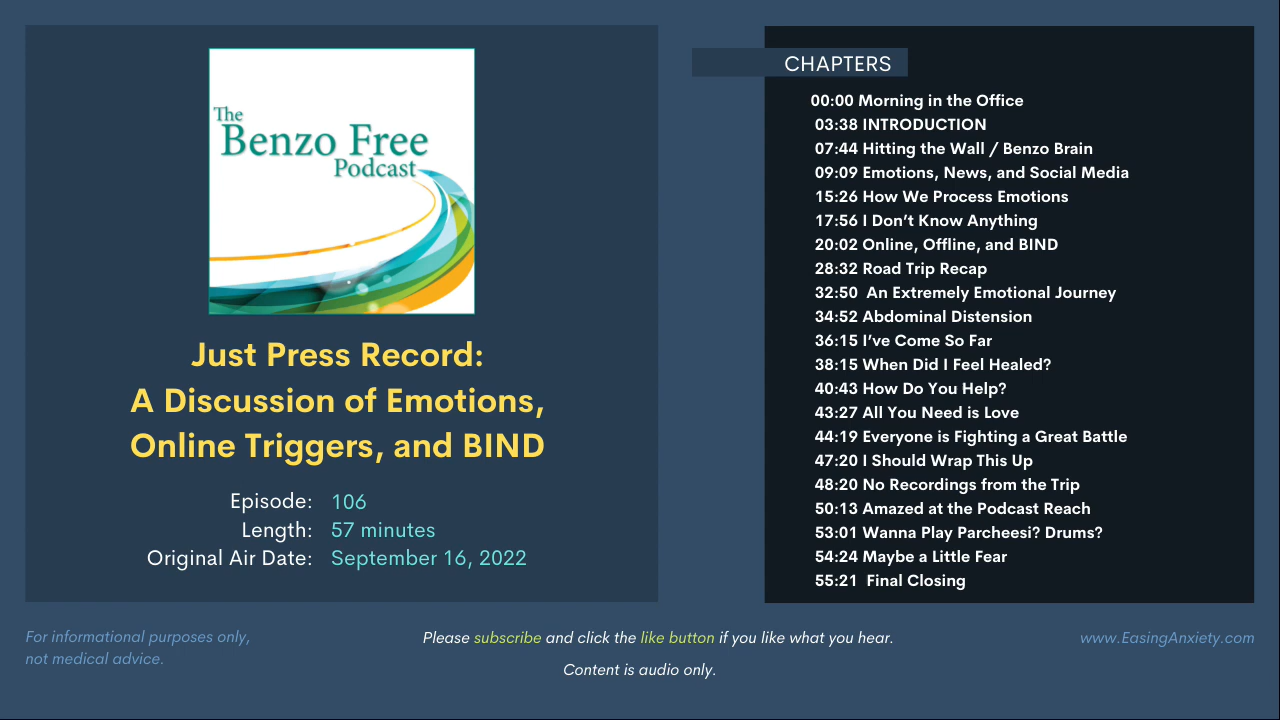 The
Benzo Free
Podcast
Just Press Record:
A Discussion of Emotions,
Online Triggers, and BIND
Episode: 106
Length: 57 minutes
Original Air Date: September 16, 2022
CHAPTERS
00:00 Morning in the Office
03:38 INTRODUCTION
07:44 Hitting the Wall / Benzo Brain
09:09 Emotions, News, and Social Media
15:26 How We Process Emotions
17:56 I Don’t Know Anything
20:02 Online, Offline, and BIND
28:32 Road Trip Recap
32:50 An Extremely Emotional Journey
34:52 Abdominal Distension
36:15 I’ve Come So Far
38:15 When Did I Feel Healed?
40:43 How Do You Help?
43:27 All You Need is Love
44:19 Everyone is Fighting a Great Battle
47:20 I Should Wrap This Up
48:20 No Recordings from the Trip
50:13 Amazed at the Podcast Reach
53:01 Wanna Play Parcheesi? Drums?
54:24 Maybe a Little Fear
55:21 Final Closing
For informational purposes only,
not medical advice.
Please subscribe and click the like button if you like what you hear.
Content is audio only.
www.EasingAnxiety.com